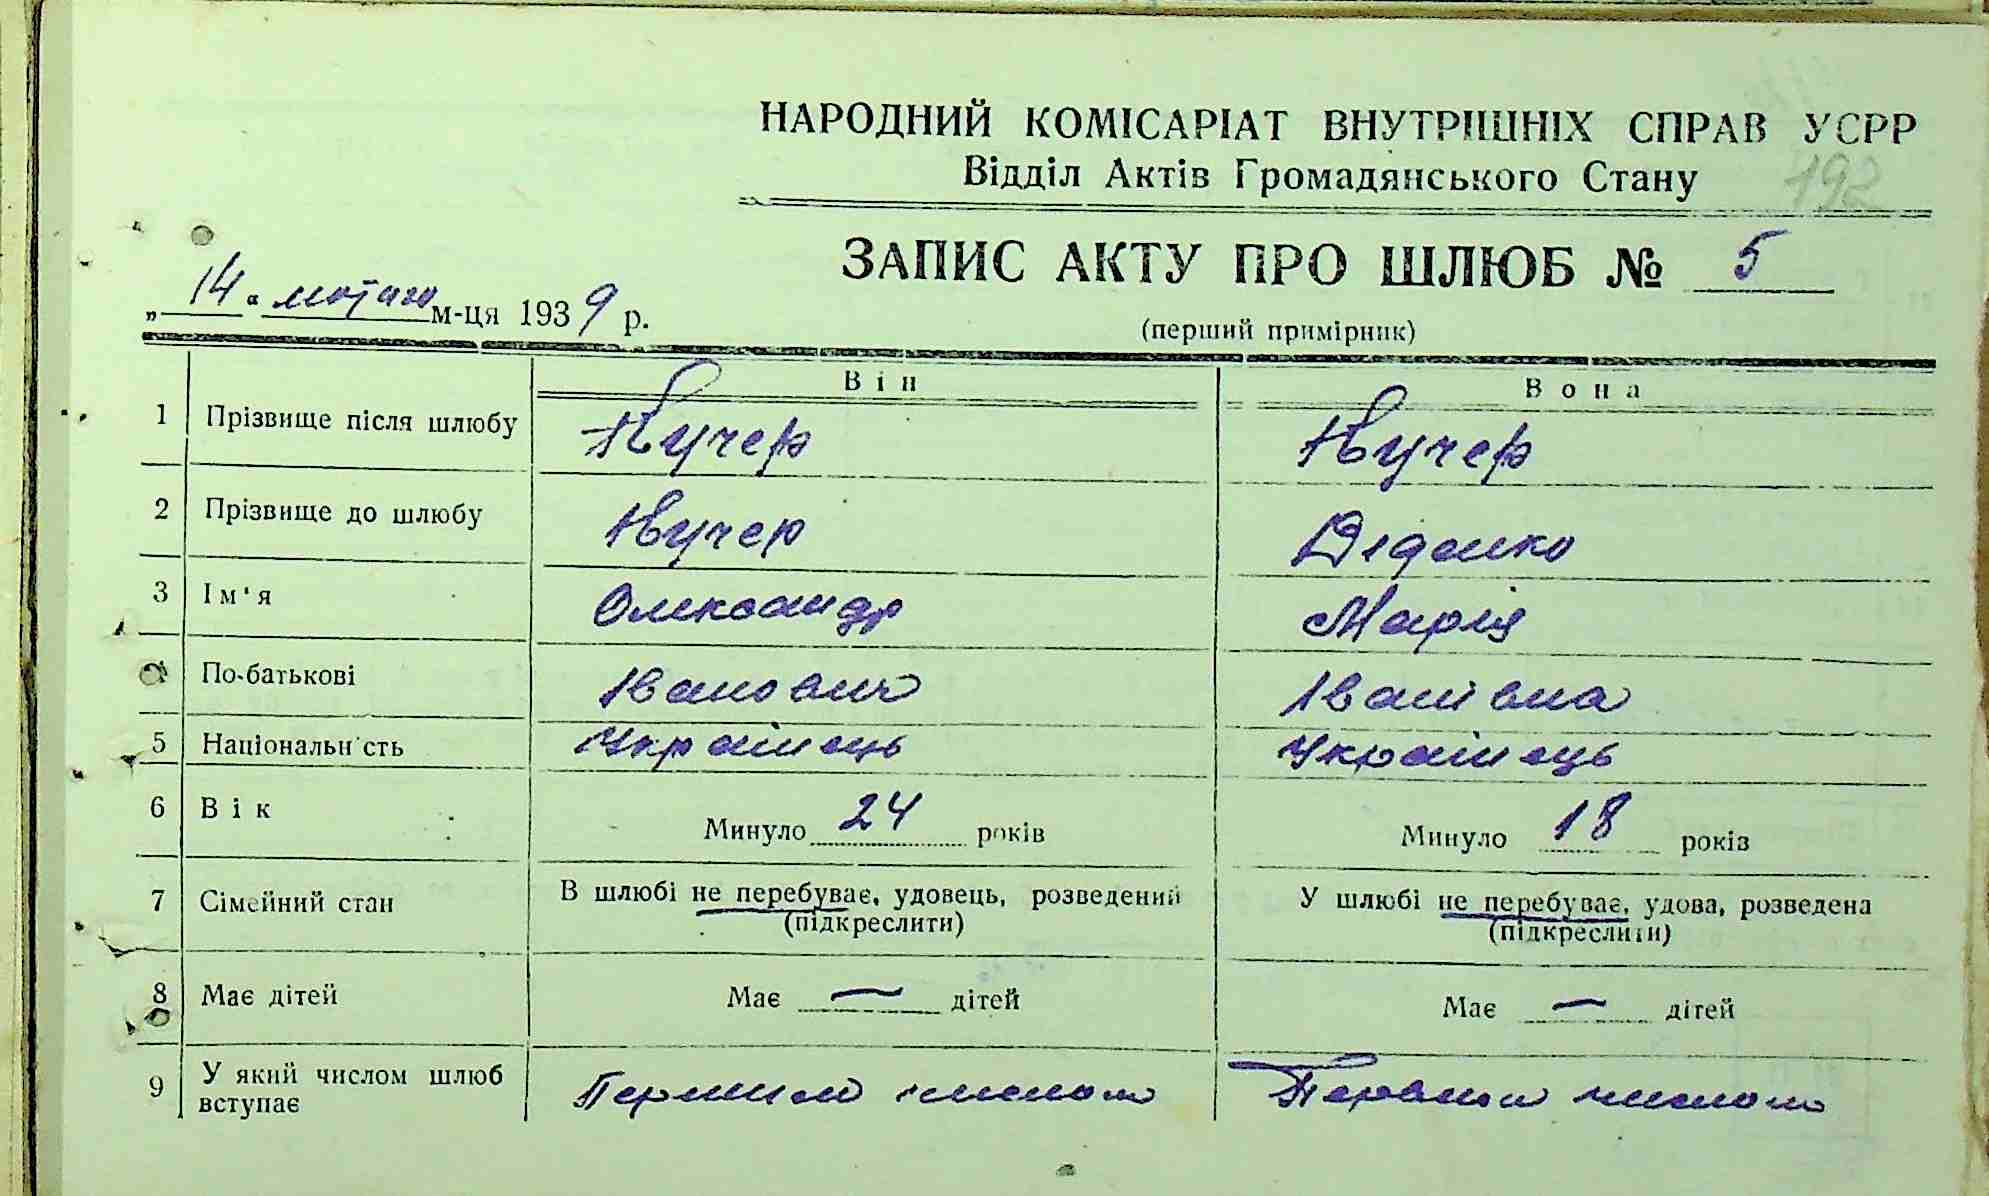 НАРОДНИЙ КОМІСАРІАТ ВНУТРІШНІХ СПРАВ УСРР
Відділ Актів Громадянського Стану
192
ЗАПИС АКТУ ПРО ШЛЮБ № 5
„ 14 “ лютого м-ця 1939 р.
(перший примірник)
Він Вона
1 Прізвище після шлюбу Кучер Кучер
2 Прізвище до шлюбу Кучер Діденко
3 Ім'я Олександр Марія
По-батькові Іванович Іванівна
5 Національність Українець Українець
6 Вік Минуло 24 років Минуло 18 років
7 Сімейний стан В шлюбі не перебуває, удовець, розведений У шлюбі не перебуває, удова, розведена
(підкреслити) (підкреслити)
8 Має дітей Має — дітей Має — дітей
9 У який числом шлюб Першим числом Первим числом
вступає